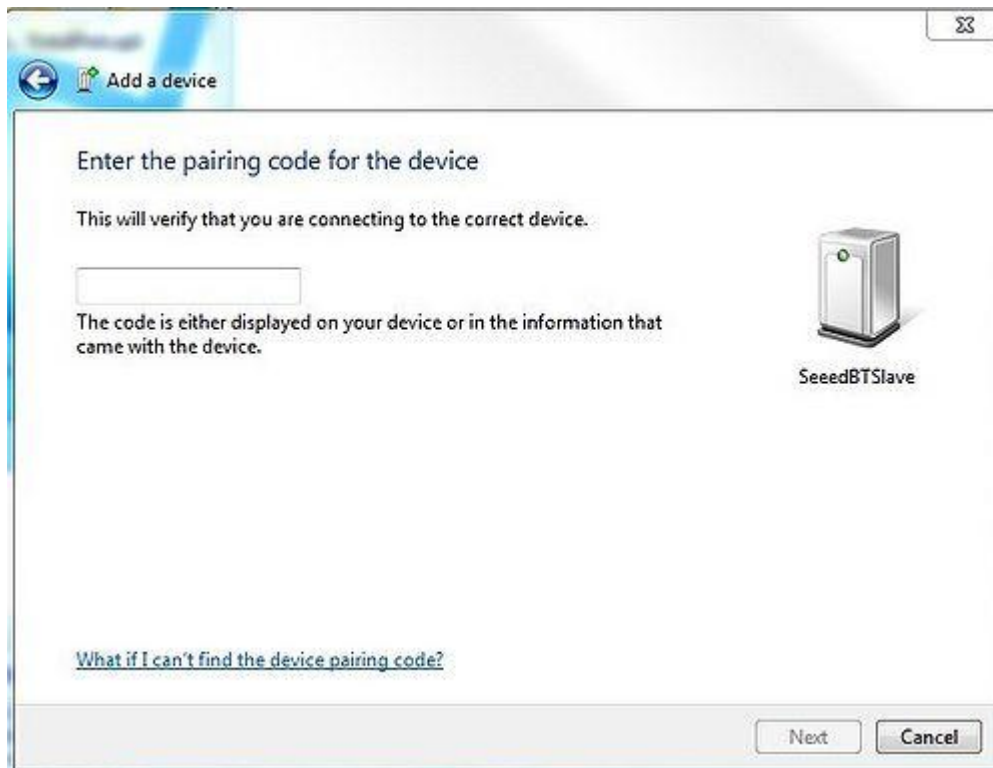 Add a device
Enter the pairing code for the device
This will verify that you are connecting to the correct device.
The code is either displayed on your device or in the information that
came with the device.
SeeedBTSlave
What if I can't find the device pairing code?
Next
Cancel